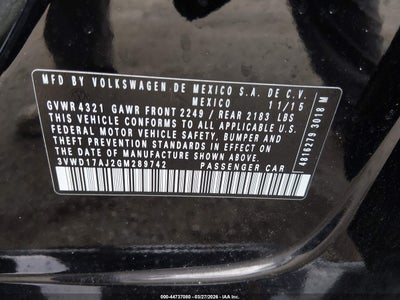 MFD BY VOLKSWAGEN DE MEXICO S.A. DE C.V.
MEXICO 11/15
GVWR 4321 GAWR FRONT 2249 / REAR 2183 LBS
THIS VEHICLE CONFORMS TO ALL APPLICABLE U.S.
FEDERAL MOTOR VEHICLE SAFETY, BUMPER AND
THEFT PREVENTION STANDARDS IN EFFECT ON
THE DATE OF MANUFACTURE SHOWN ABOVE
3VWD17AJ2GM289742 PASSENGER CAR
4818279 3018 M
000-44737080 - 03/27/2026 - IAA Inc.